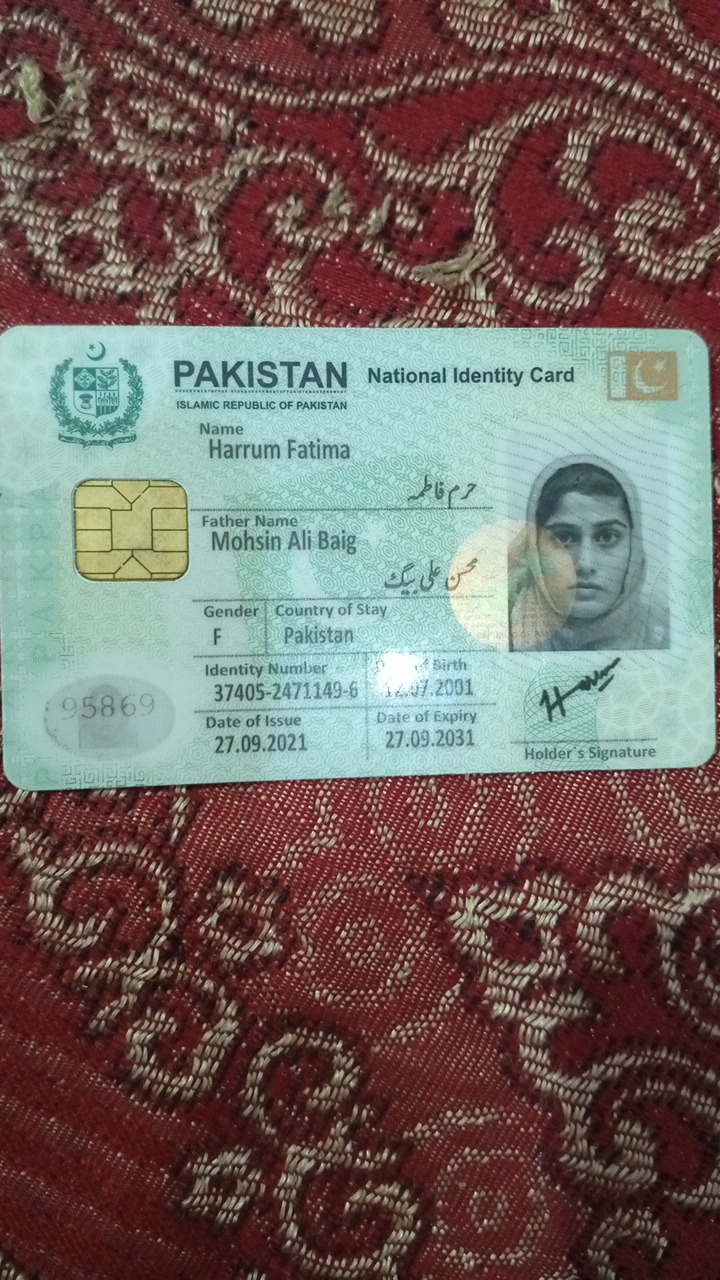 PAKISTAN National Identity Card
ISLAMIC REPUBLIC OF PAKISTAN
Name
Harrum Fatima
حرم فاطمہ
Father Name
Mohsin Ali Baig
محسن علی بیگ
Gender Country of Stay
F Pakistan
Identity Number of Birth
37405-2471149-6 12.07.2001
95869
Date of Issue Date of Expiry
27.09.2021 27.09.2031
Holder's Signature